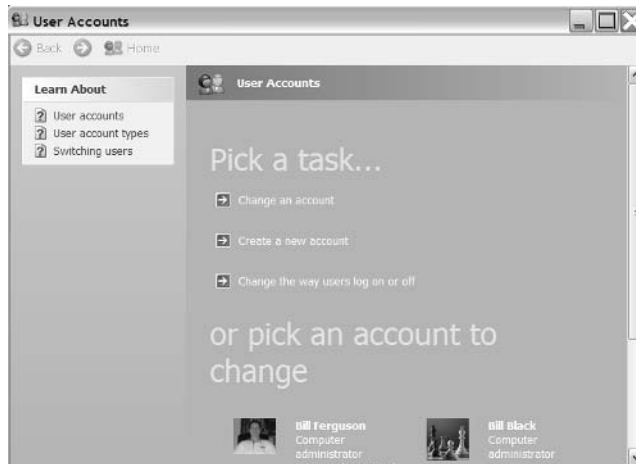 User Accounts
Back Home
Learn About
User accounts
User account types
Switching users
User Accounts
Pick a task...
Change an account
Create a new account
Change the way users log on or off
or pick an account to
change
Bill Ferguson
Computer
administrator
Bill Black
Computer
administrator